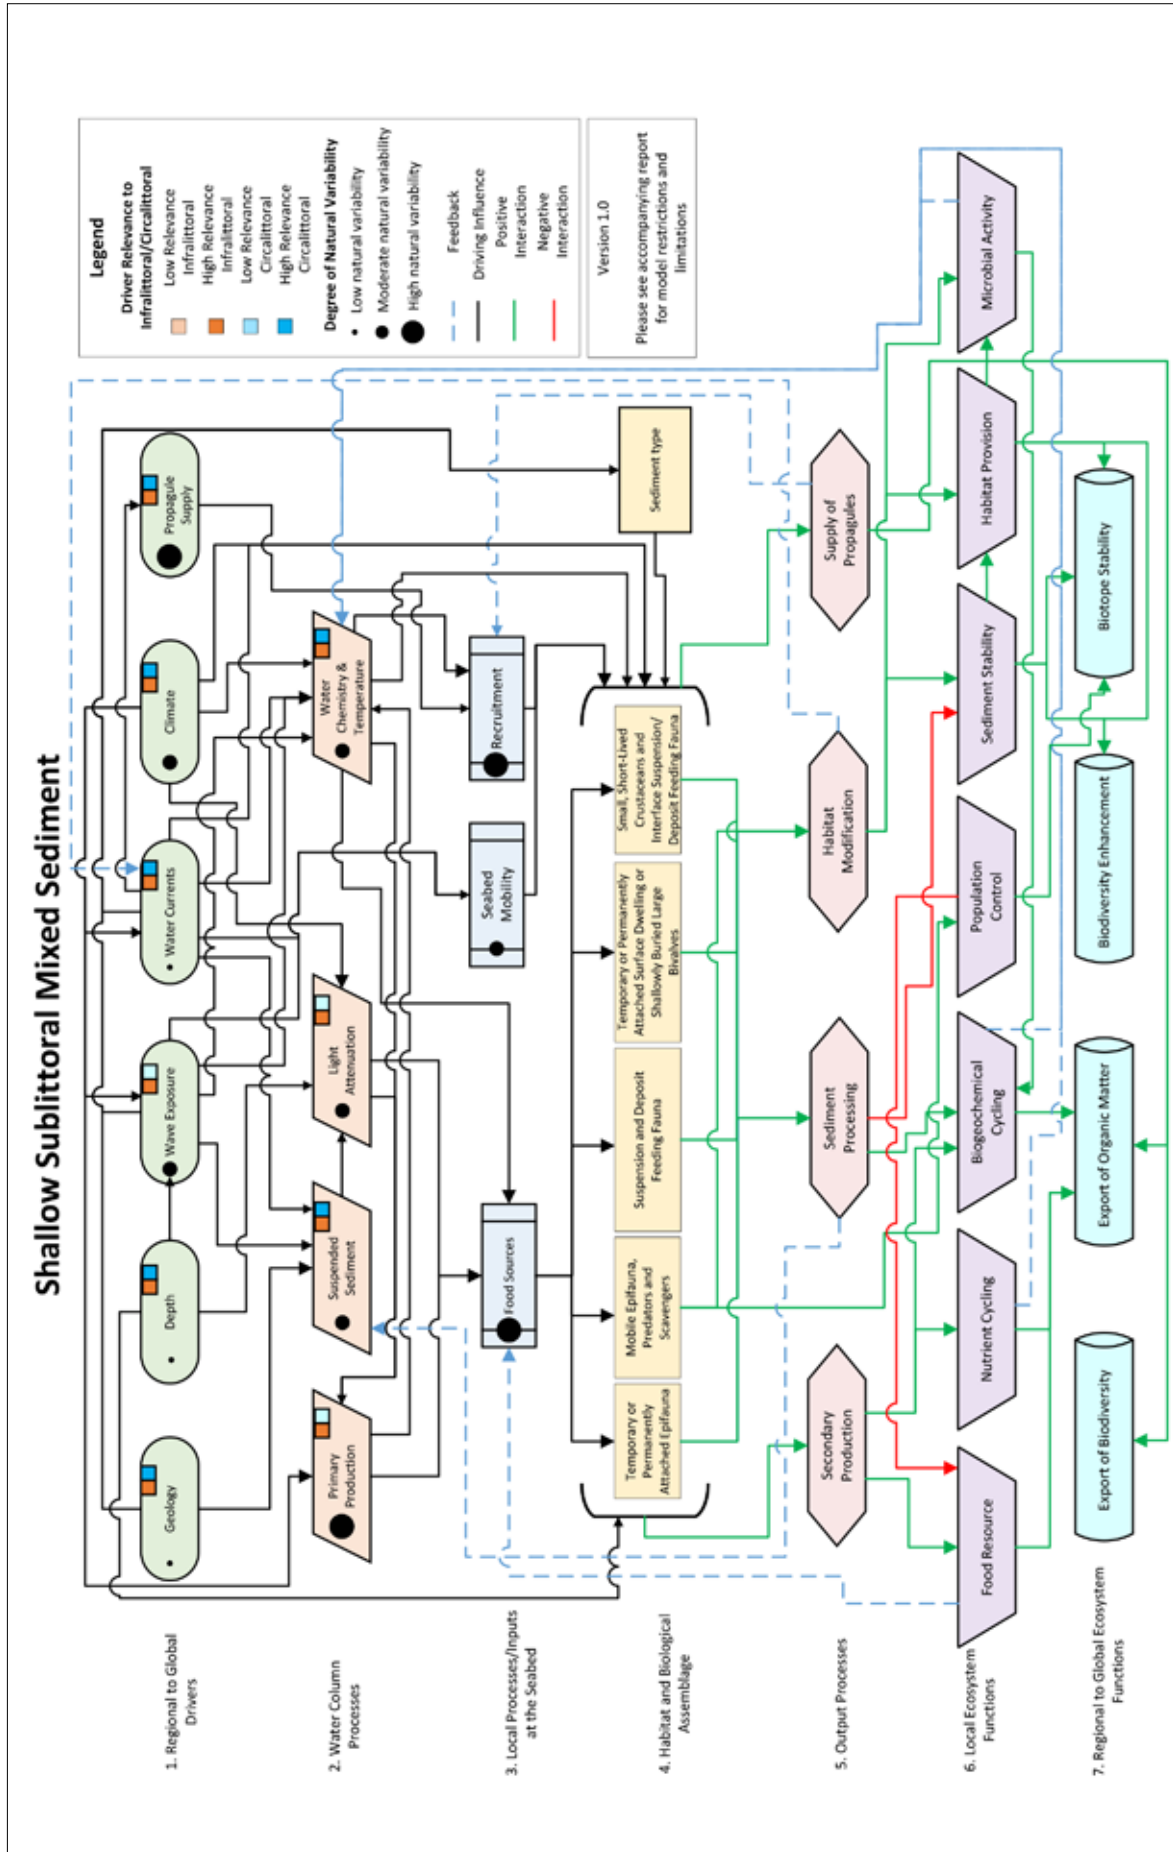 Shallow Sublittoral Mixed Sediment
1. Regional to Global
Drivers
Geology
Depth
Wave Exposure
Water Currents
Climate
Propagule
Supply
2. Water Column
Processes
Primary
Production
Suspended
Sediment
Light
Attenuation
Water
Chemistry &
Temperature
3. Local Processes/Inputs
at the Seabed
Food Sources
Seabed
Mobility
Recruitment
4. Habitat and Biological
Assemblage
Temporary or
Permanently
Attached Epifauna
Mobile Epifauna,
Predators and
Scavengers
Suspension and Deposit
Feeding Fauna
Temporary or Permanently
Attached Surface Dwelling or
Shallowly Buried Large
Bivalves
Small, Short-Lived
Crustaceans and
Interface Suspension/
Deposit Feeding Fauna
Sediment type
5. Output Processes
Secondary
Production
Sediment
Processing
Habitat
Modification
Supply of
Propagules
6. Local Ecosystem
Functions
Food Resource
Nutrient Cycling
Biogeochemical
Cycling
Population
Control
Sediment Stability
Habitat Provision
Microbial Activity
7. Regional to Global Ecosystem
Functions
Export of Biodiversity
Export of Organic Matter
Biodiversity Enhancement
Biotope Stability
Legend
Driver Relevance to
Infralittoral/Circalittoral
Low Relevance
Infralittoral
High Relevance
Infralittoral
Low Relevance
Circalittoral
High Relevance
Circalittoral
Degree of Natural Variability
Low natural variability
Moderate natural variability
High natural variability
Feedback
Driving Influence
Positive
Interaction
Negative
Interaction
Version 1.0
Please see accompanying report
for model restrictions and
limitations